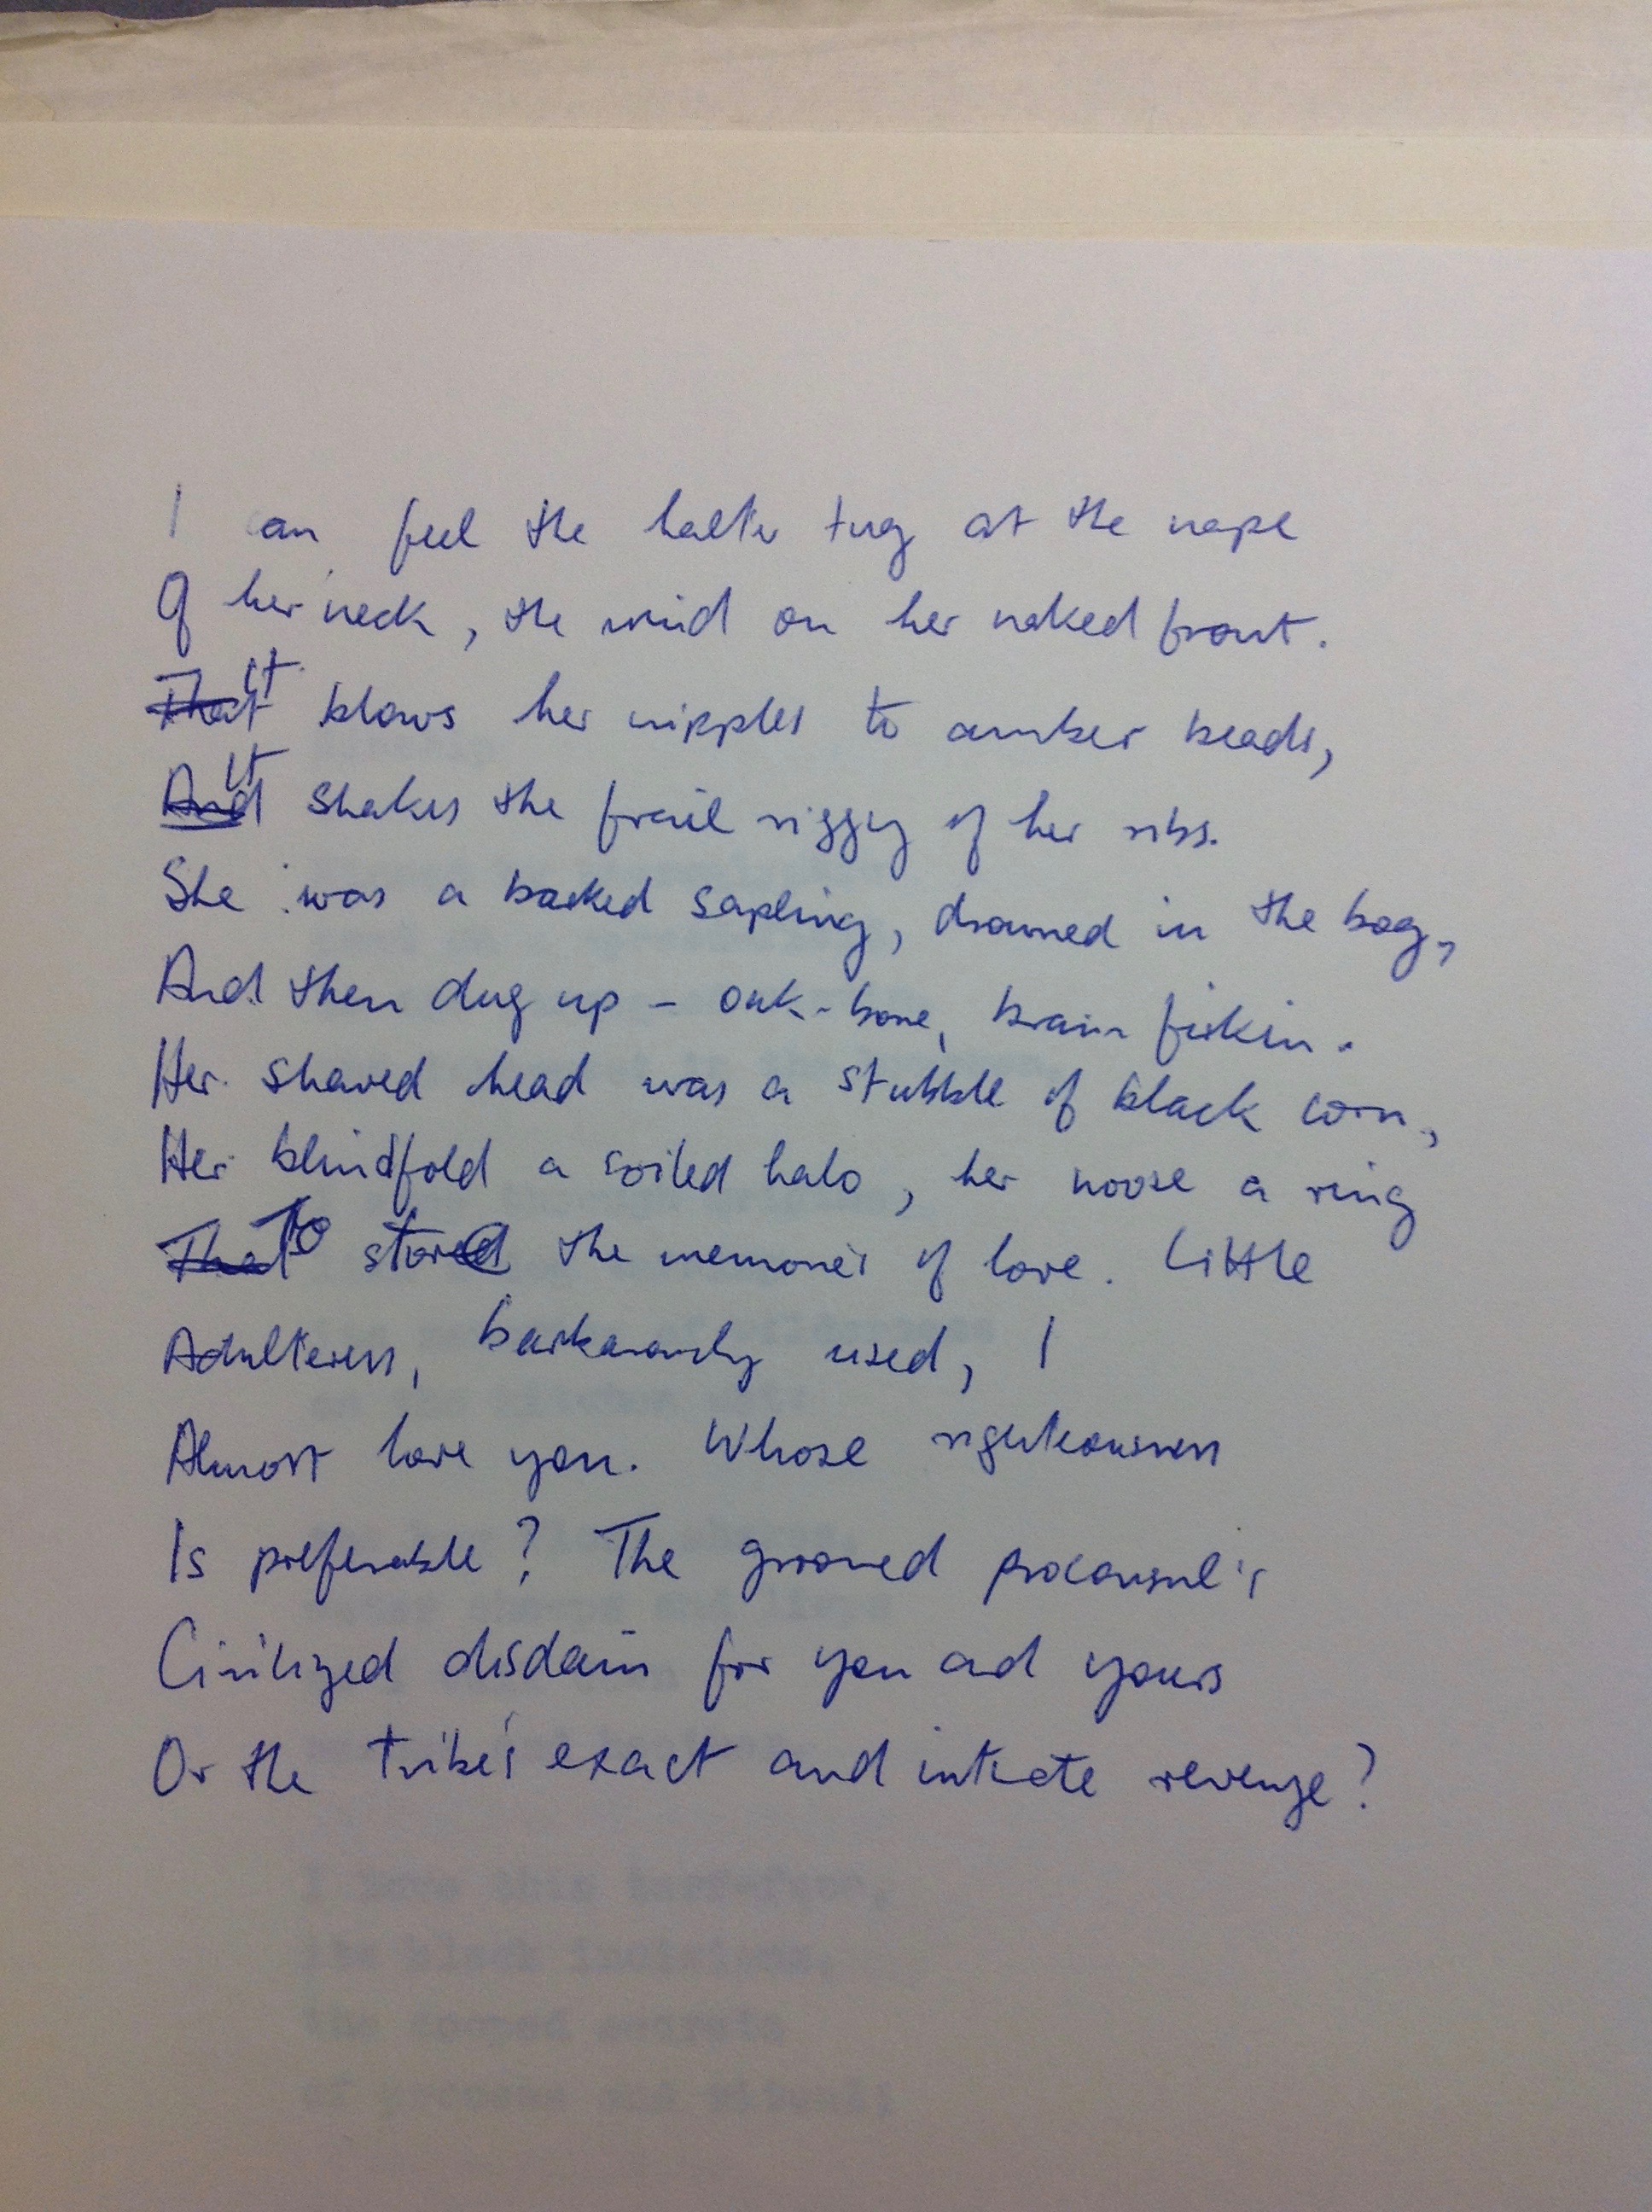 I can feel the halter tug at the nape
Of her neck, the wind on her naked front.
It blows her nipples to amber beads,
It shakes the frail rigging of her ribs.
She was a barked sapling, drowned in the bog,
And then dug up – oak-bone, brain firkin.
Her shaved head was a stubble of black corn,
Her blindfold a soiled halo, her noose a ring
To store the memories of love. Little
Adulteress, barbarously used, I
Almost love you. Whose righteousness
Is preferable? The groomed proconsul's
Civilized disdain for you and yours
Or the tribe's exact and intimate revenge?